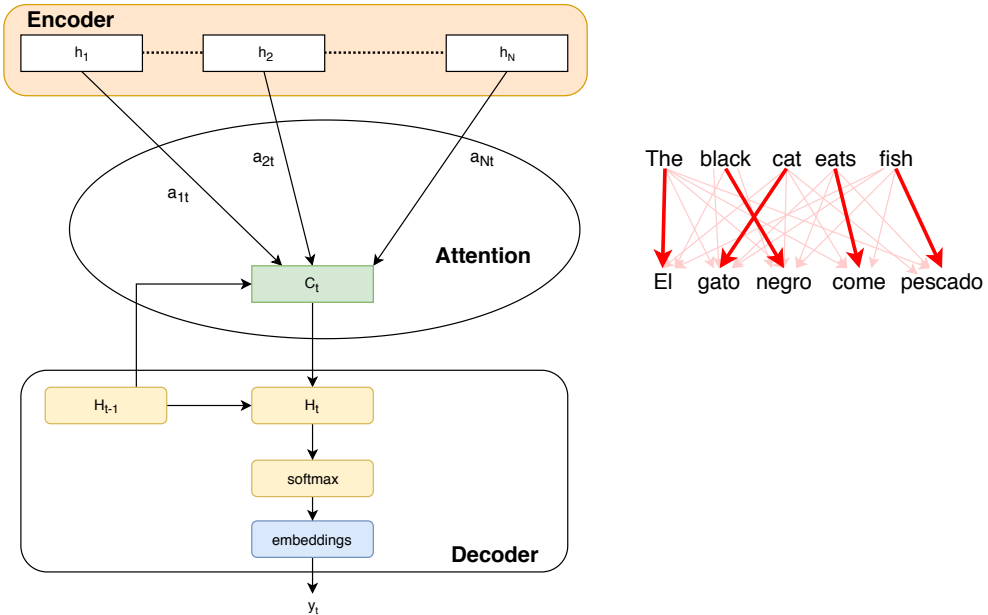 Encoder
h1 h2 hN
a1t a2t aNt
Attention
Ct
Ht-1 Ht
softmax
embeddings
Decoder
yt
The black cat eats fish
El gato negro come pescado